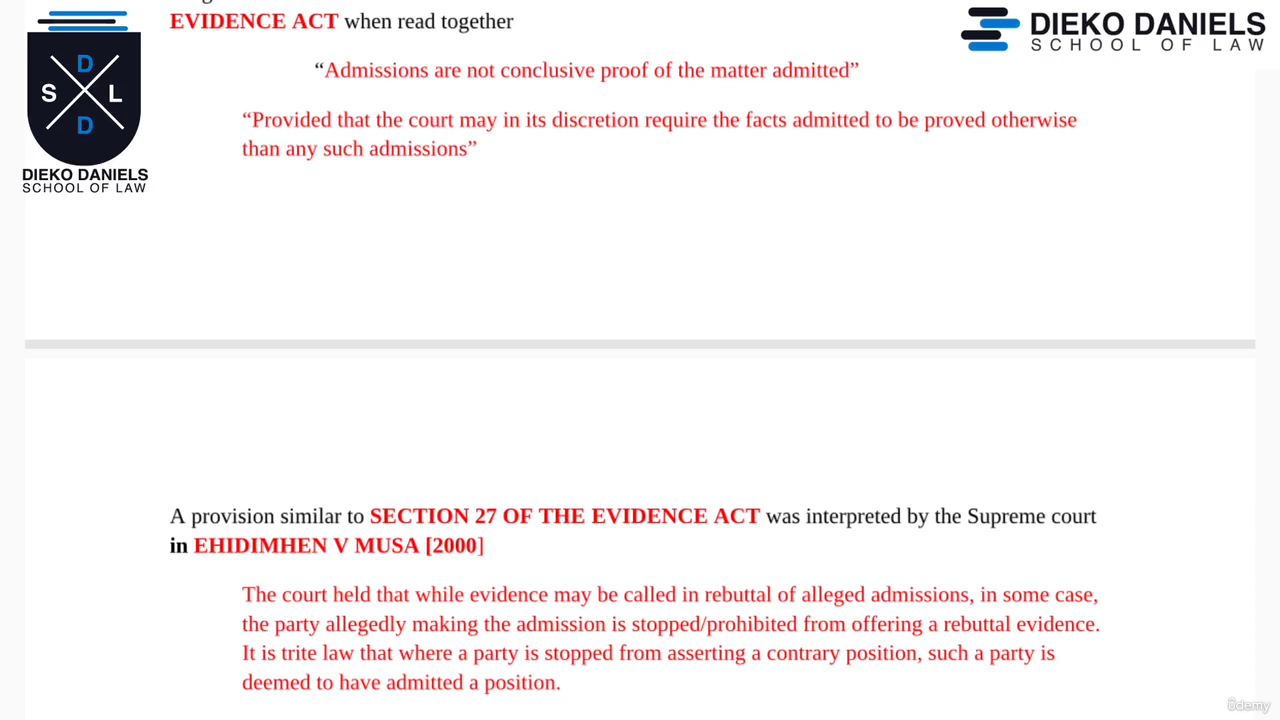 EVIDENCE ACT when read together
“Admissions are not conclusive proof of the matter admitted”
“Provided that the court may in its discretion require the facts admitted to be proved otherwise
than any such admissions”
A provision similar to SECTION 27 OF THE EVIDENCE ACT was interpreted by the Supreme court
in EHIDIMHEN V MUSA [2000]
The court held that while evidence may be called in rebuttal of alleged admissions, in some case,
the party allegedly making the admission is stopped/prohibited from offering a rebuttal evidence.
It is trite law that where a party is stopped from asserting a contrary position, such a party is
deemed to have admitted a position.
D
S L
D
DIEKO DANIELS
SCHOOL OF LAW
DIEKO DANIELS
SCHOOL OF LAW
ûdemy